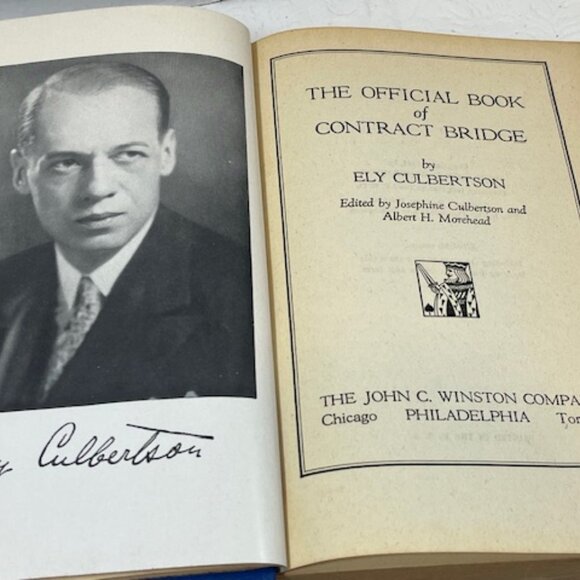 y Culbertson
THE OFFICIAL BOOK
of
CONTRACT BRIDGE
by
ELY CULBERTSON
Edited by Josephine Culbertson and
Albert H. Morehead
THE JOHN C. WINSTON COMPA
Chicago PHILADELPHIA Tor